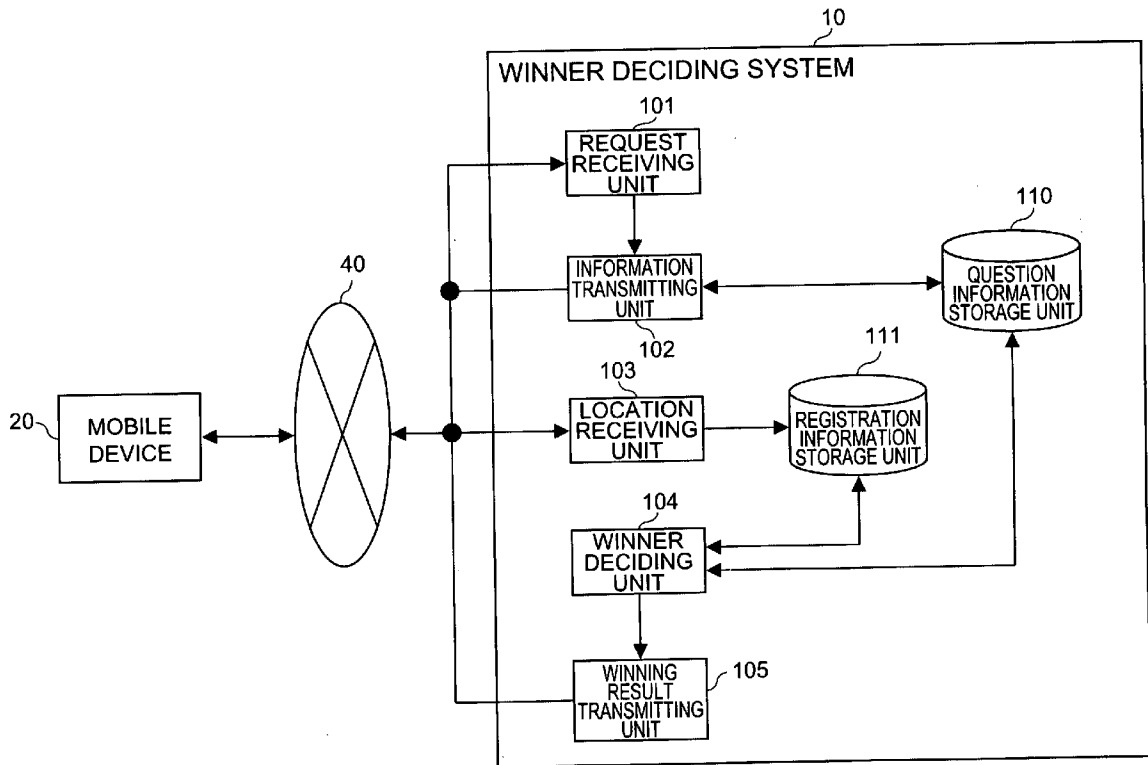 10
WINNER DECIDING SYSTEM
101
REQUEST
RECEIVING
UNIT
110
QUESTION
INFORMATION
STORAGE UNIT
INFORMATION
TRANSMITTING
UNIT
102
40
103
LOCATION
RECEIVING
UNIT
111
REGISTRATION
INFORMATION
STORAGE UNIT
20
MOBILE
DEVICE
104
WINNER
DECIDING
UNIT
WINNING
RESULT
TRANSMITTING
UNIT
105